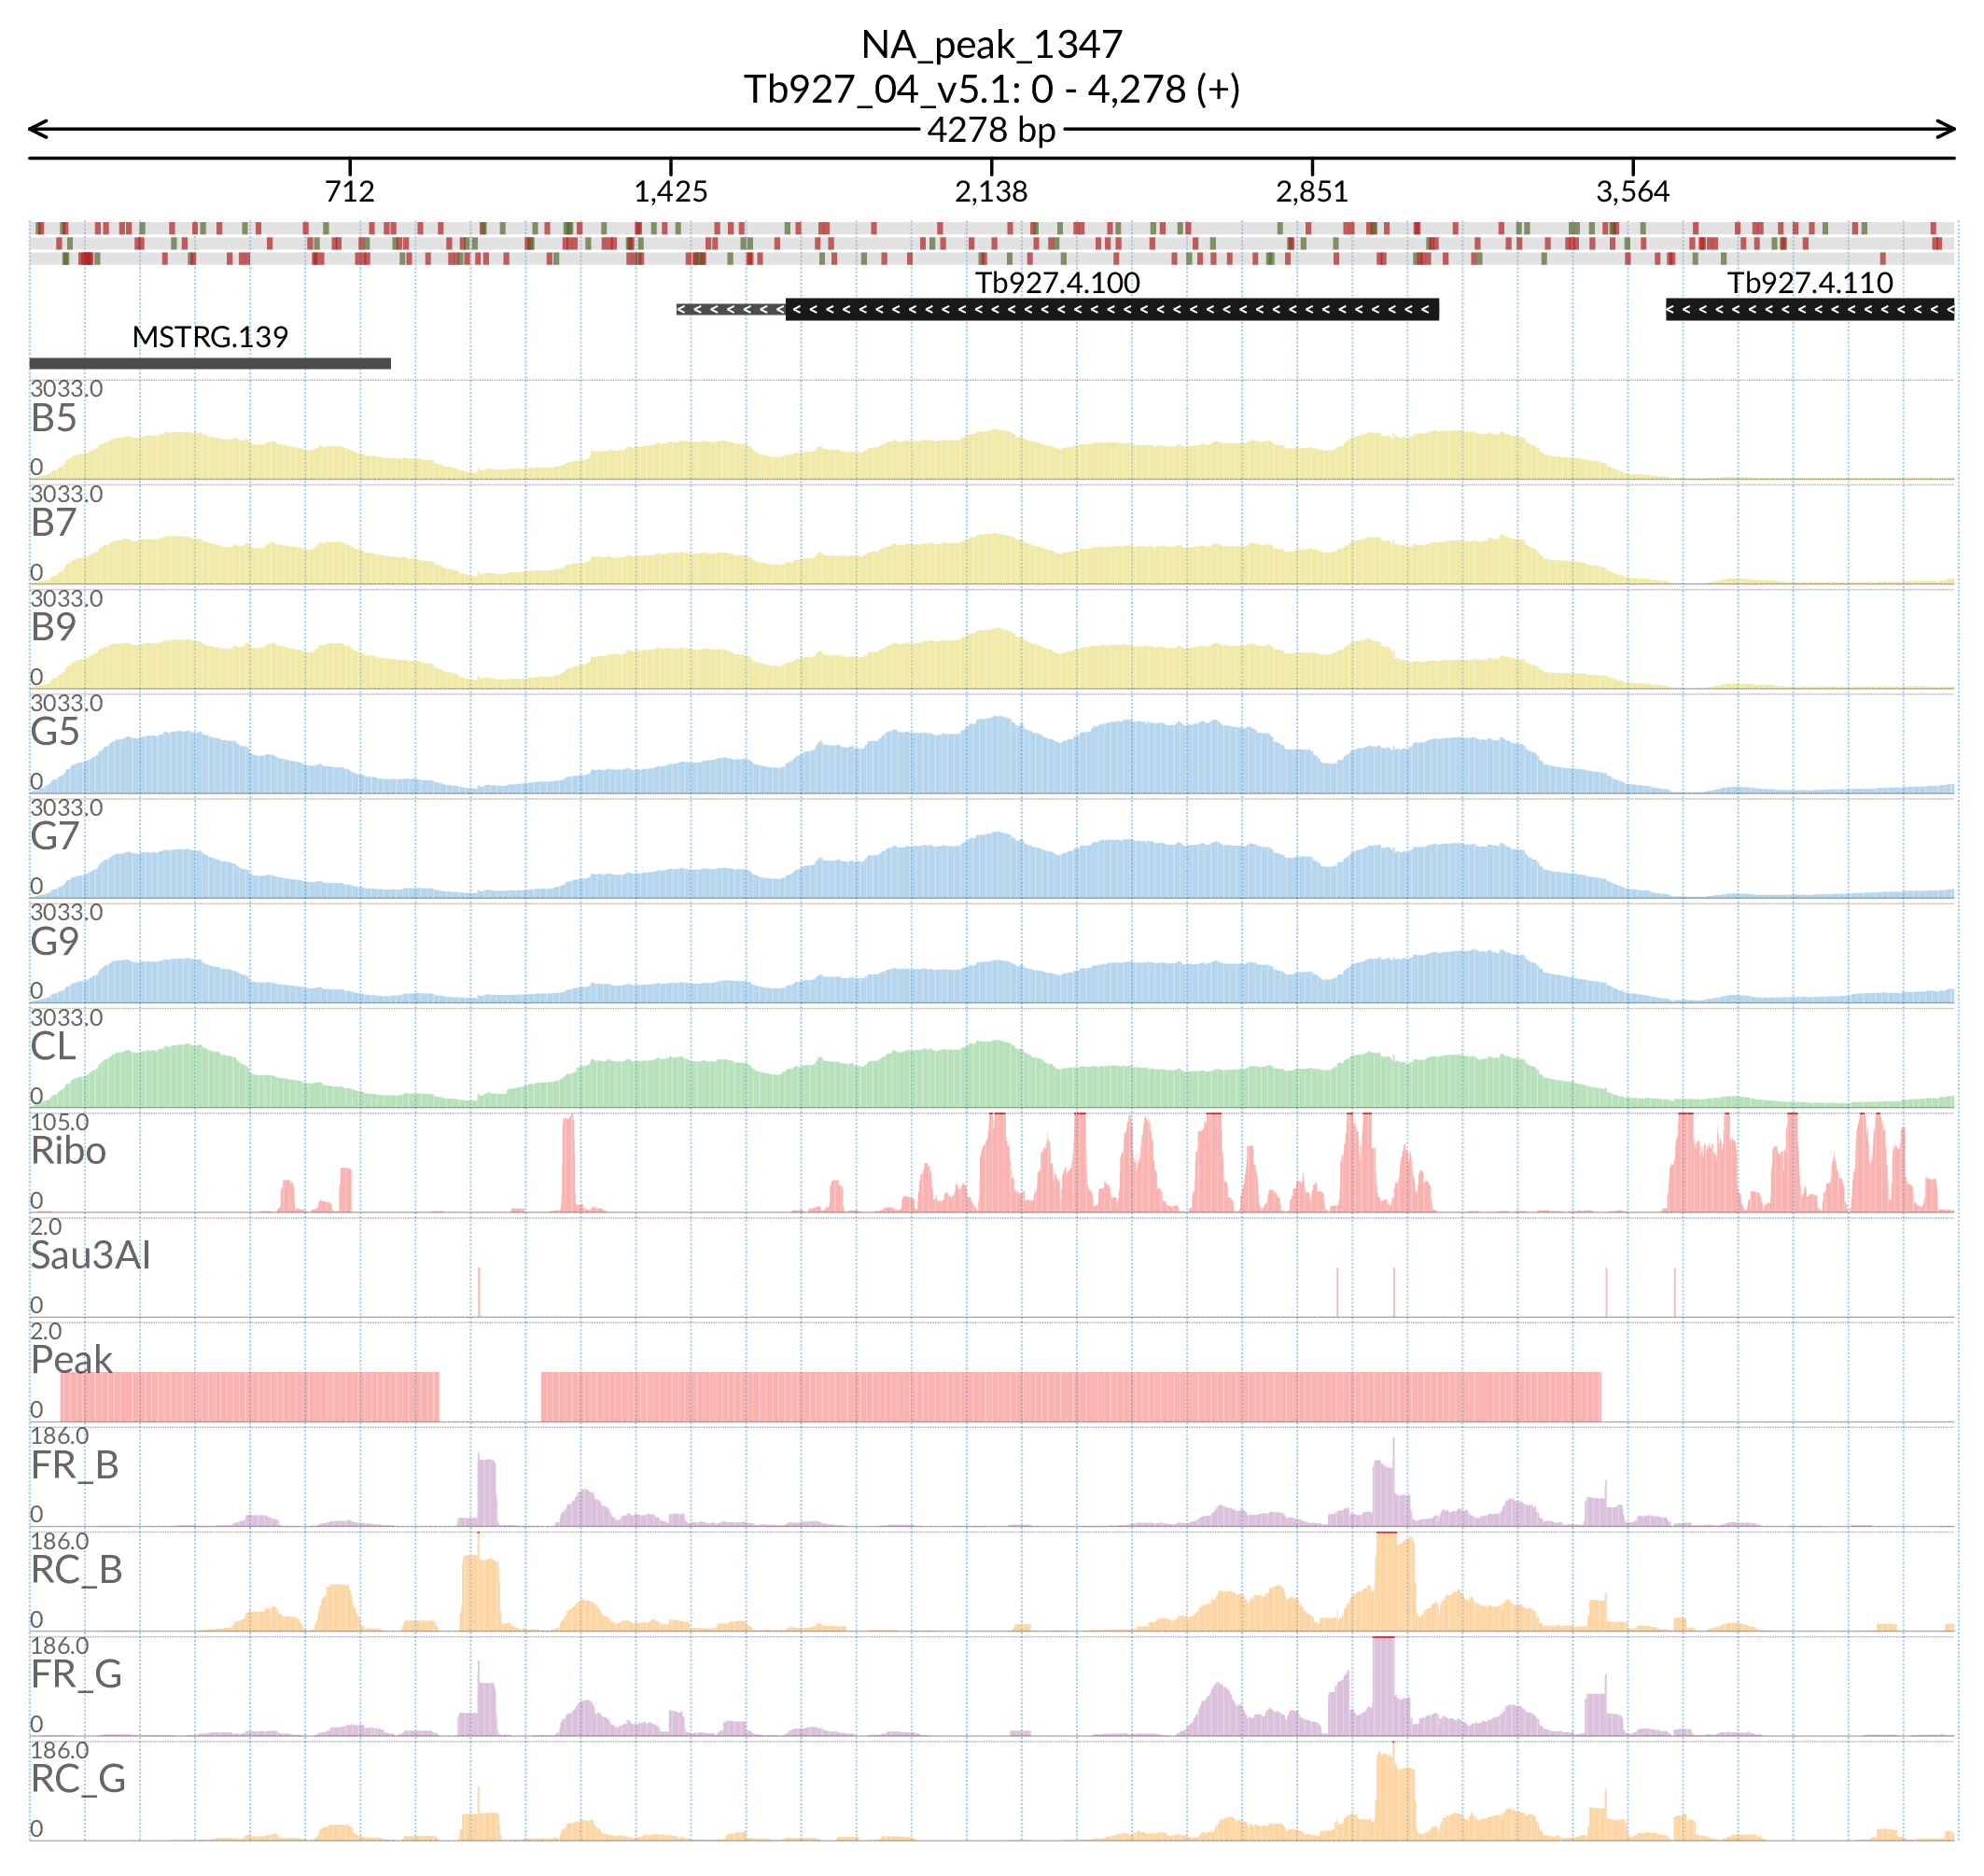 NA_peak_1347
Tb927_04_v5.1: 0 - 4,278 (+)
4278 bp
712 1,425 2,138 2,851 3,564
Tb927.4.100 Tb927.4.110
MSTRG.139
3033.0
B5
0
3033.0
B7
0
3033.0
B9
0
3033.0
G5
0
3033.0
G7
0
3033.0
G9
0
3033.0
CL
0
105.0
Ribo
0
2.0
Sau3AI
0
2.0
Peak
0
186.0
FR_B
0
186.0
RC_B
0
186.0
FR_G
0
186.0
RC_G
0